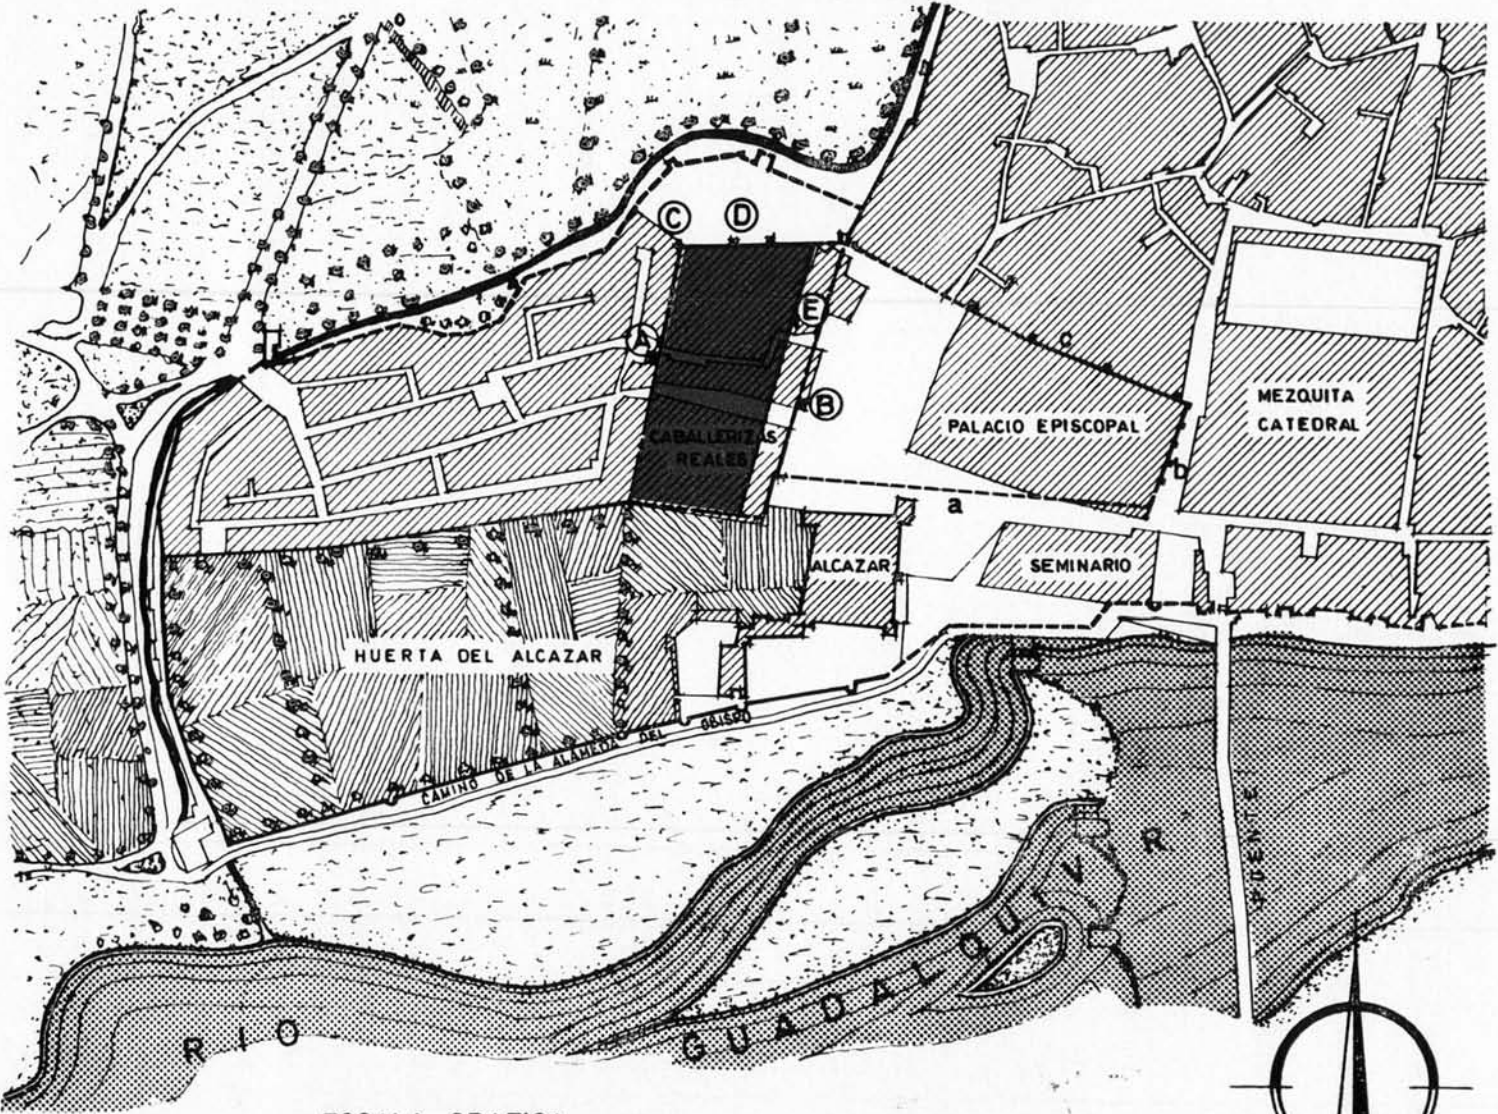 C
D
A
E
B
c
b
a
MEZQUITA
CATEDRAL
PALACIO EPISCOPAL
CABALLERIZAS
REALES
ALCAZAR
SEMINARIO
HUERTA DEL ALCAZAR
CAMINO DE LA ALAMEDA DEL OBISPO
PUENTE
RIO GUADALQUIVIR